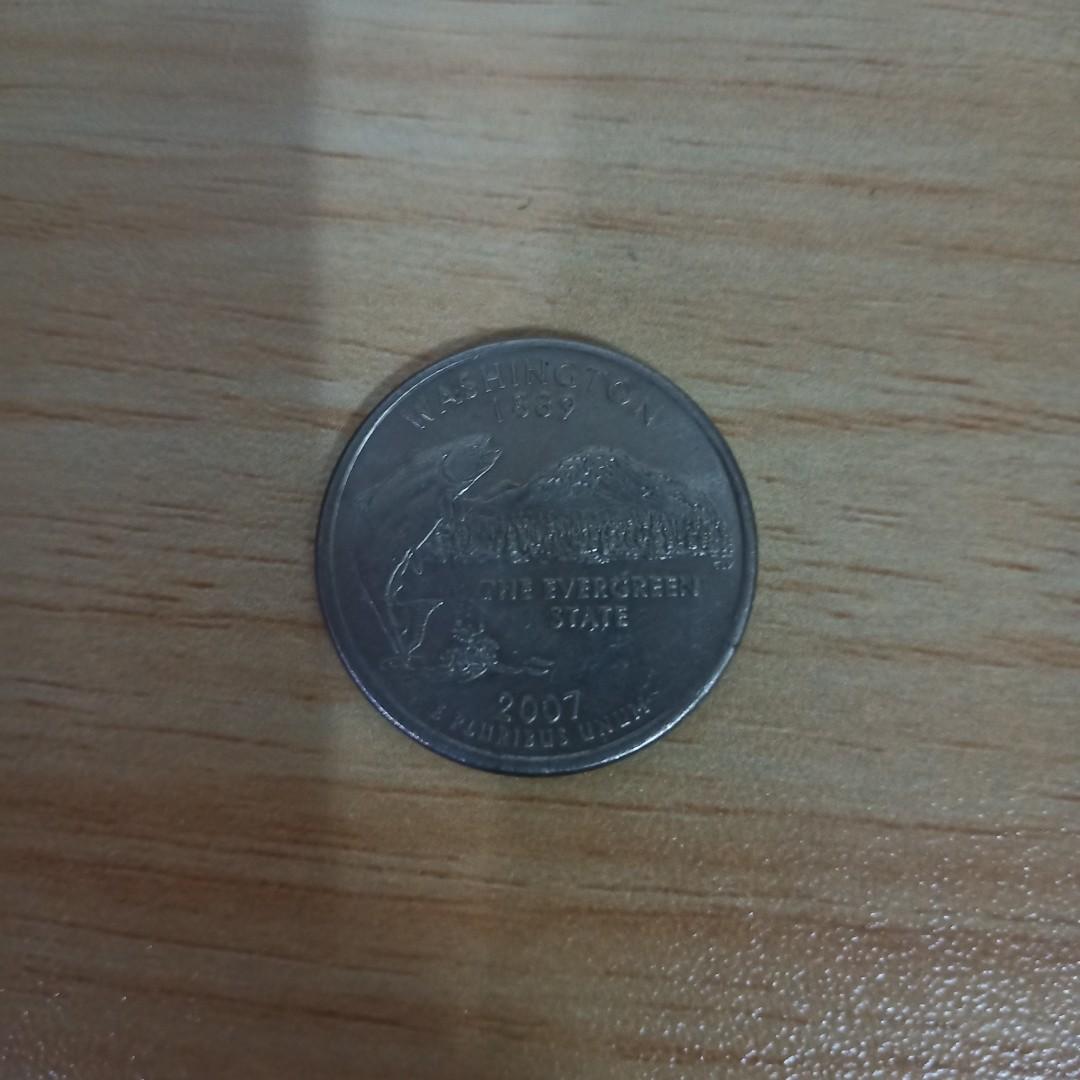 WASHINGTON
1889
THE EVERGREEN
STATE
2007
E PLURIBUS UNUM